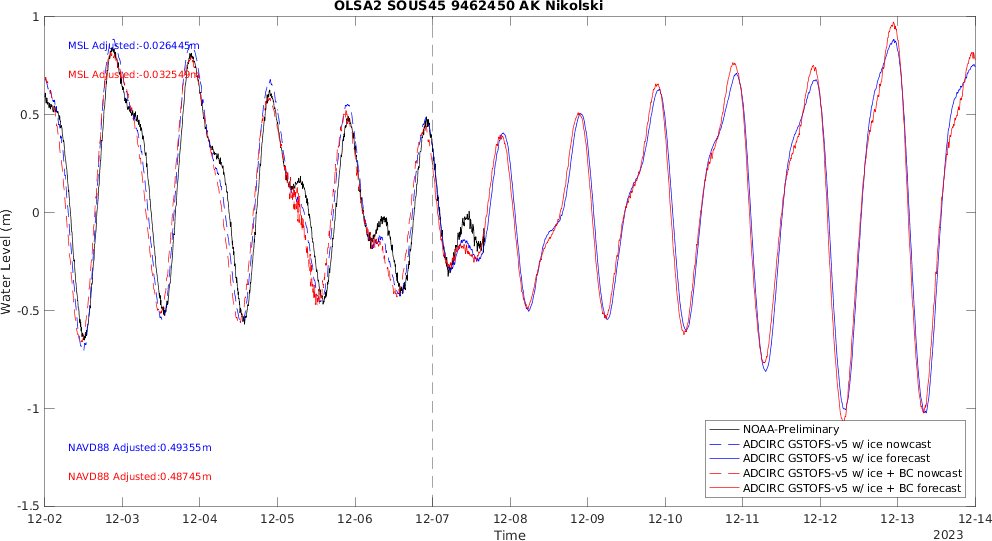 OLSA2 SOUS45 9462450 AK Nikolski
MSL Adjusted:-0.026445m
MSL Adjusted:-0.032549m
1
0.5
0
-0.5
-1
-1.5
Water Level (m)
NAVD88 Adjusted:0.49355m
NAVD88 Adjusted:0.48745m
NOAA-Preliminary
ADCIRC GSTOFS-v5 w/ ice nowcast
ADCIRC GSTOFS-v5 w/ ice forecast
ADCIRC GSTOFS-v5 w/ ice + BC nowcast
ADCIRC GSTOFS-v5 w/ ice + BC forecast
12-02 12-03 12-04 12-05 12-06 12-07 12-08 12-09 12-10 12-11 12-12 12-13 12-14
Time
2023